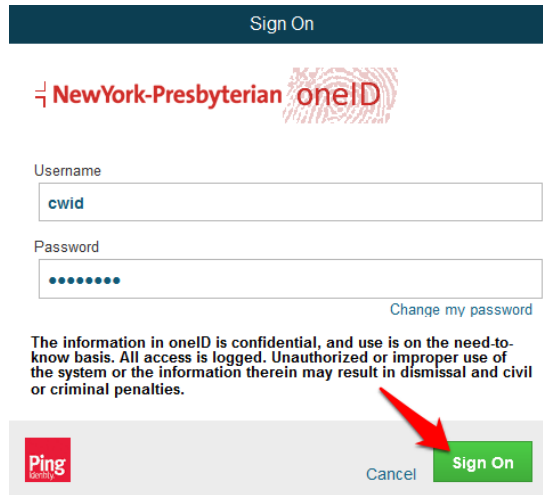 Sign On
NewYork-Presbyterian oneID
Username
cwid
Password
••••••••
Change my password
The information in oneID is confidential, and use is on the need-to-
know basis. All access is logged. Unauthorized or improper use of
the system or the information therein may result in dismissal and civil
or criminal penalties.
Ping
Identity
Cancel
Sign On